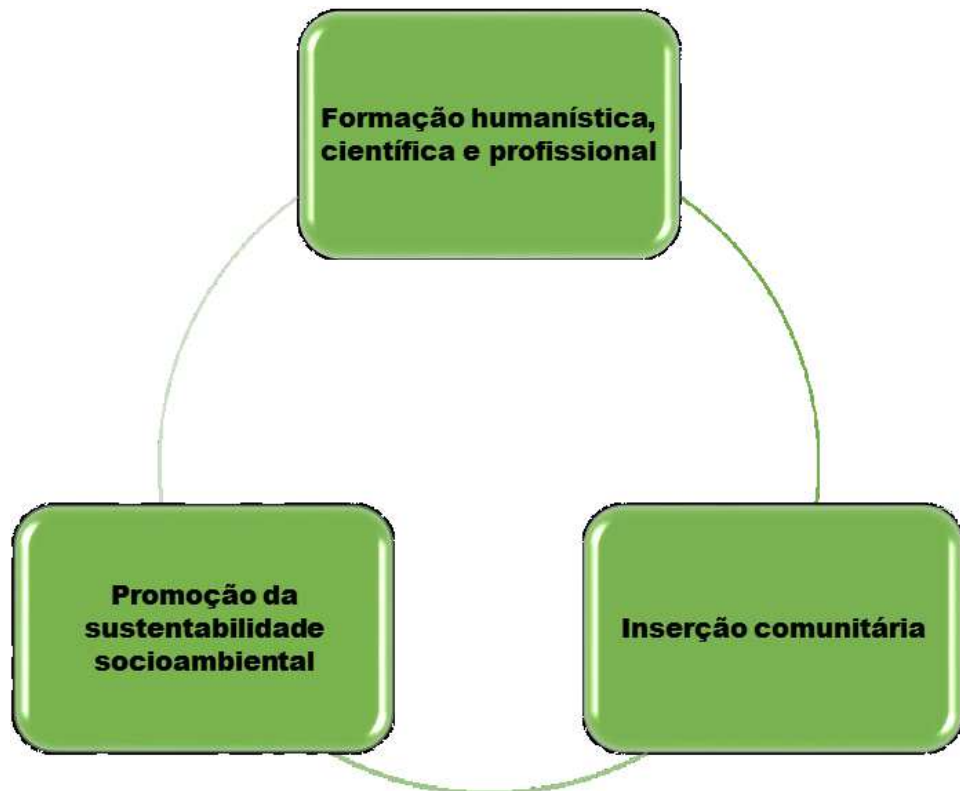 Formação humanística,
científica e profissional
Promoção da
sustentabilidade
socioambiental
Inserção comunitária